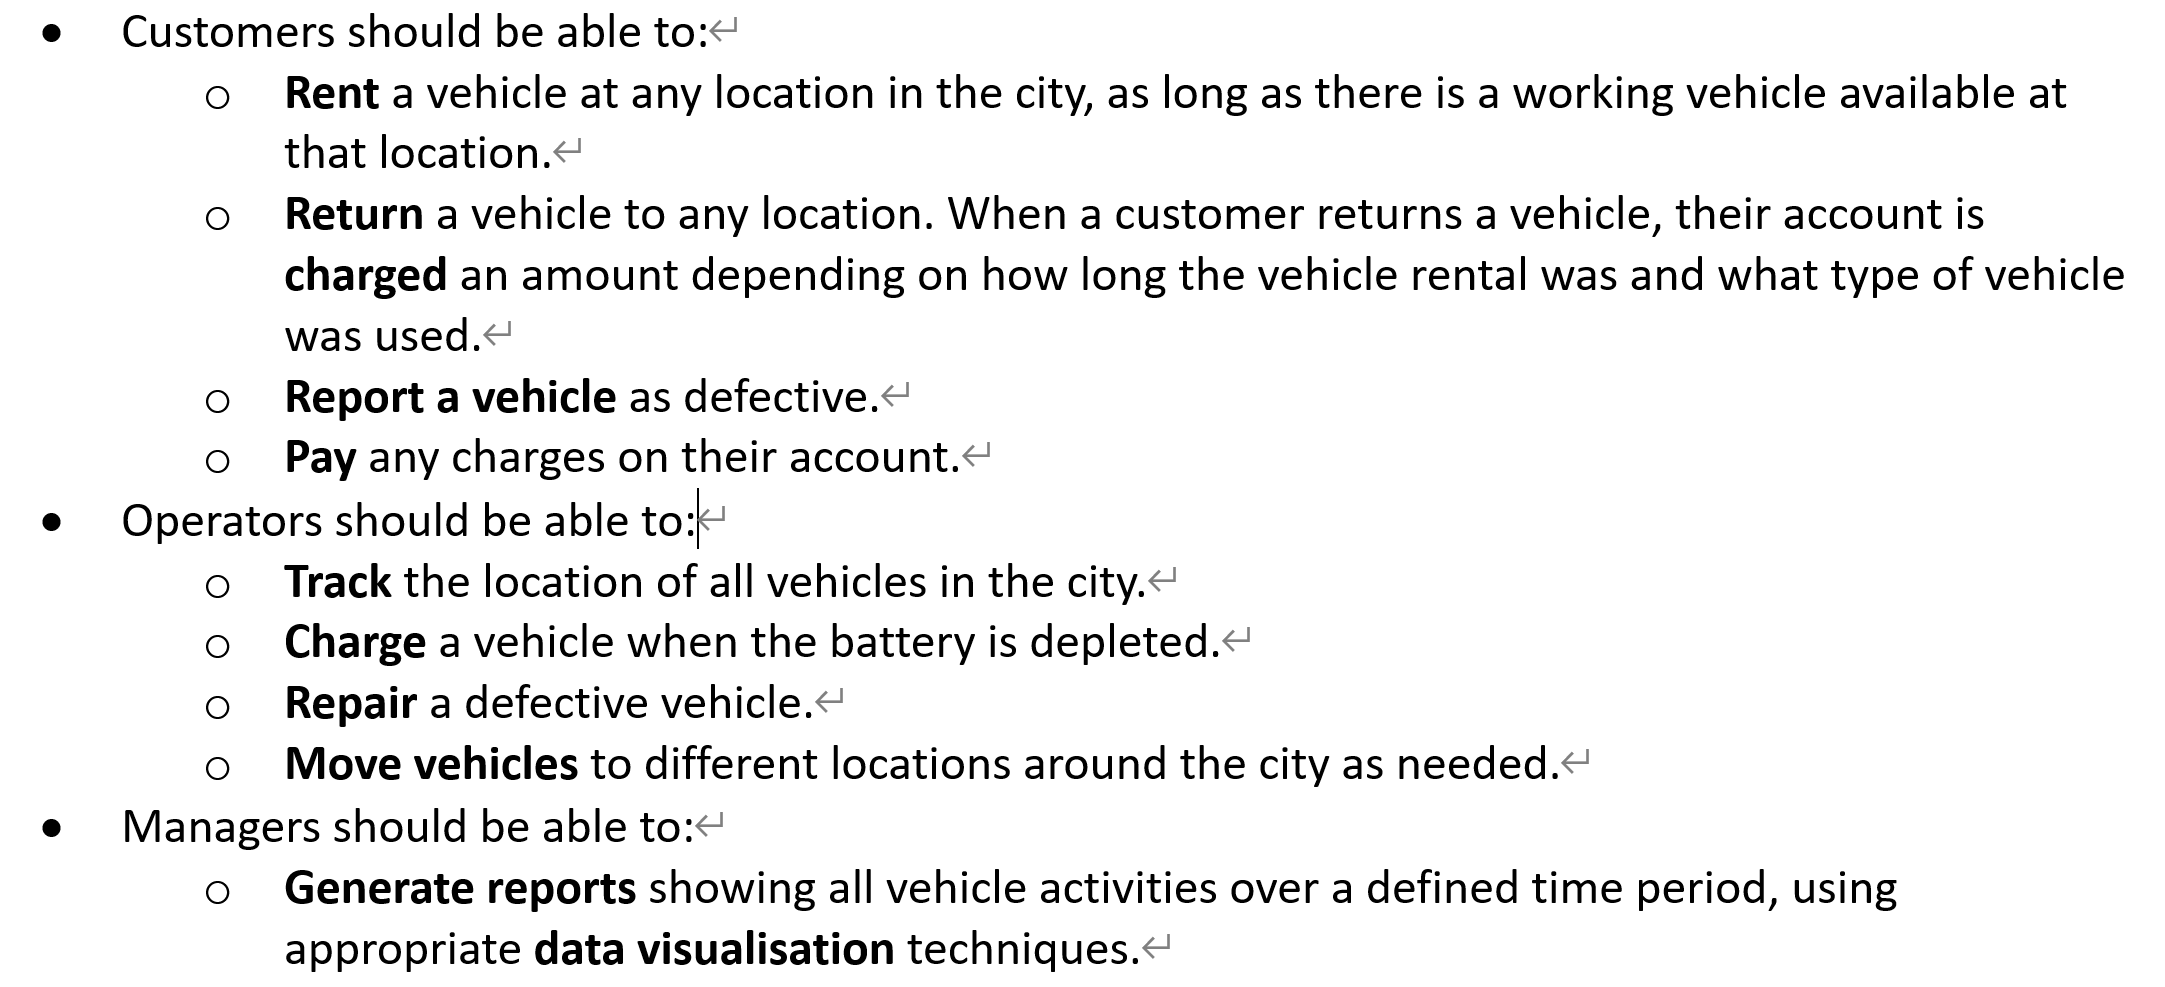 • Customers should be able to:↵
o Rent a vehicle at any location in the city, as long as there is a working vehicle available at
that location.↵
o Return a vehicle to any location. When a customer returns a vehicle, their account is
charged an amount depending on how long the vehicle rental was and what type of vehicle
was used.↵
o Report a vehicle as defective.↵
o Pay any charges on their account.↵
• Operators should be able to:↵
o Track the location of all vehicles in the city.↵
o Charge a vehicle when the battery is depleted.↵
o Repair a defective vehicle.↵
o Move vehicles to different locations around the city as needed.↵
• Managers should be able to:↵
o Generate reports showing all vehicle activities over a defined time period, using
appropriate data visualisation techniques.↵